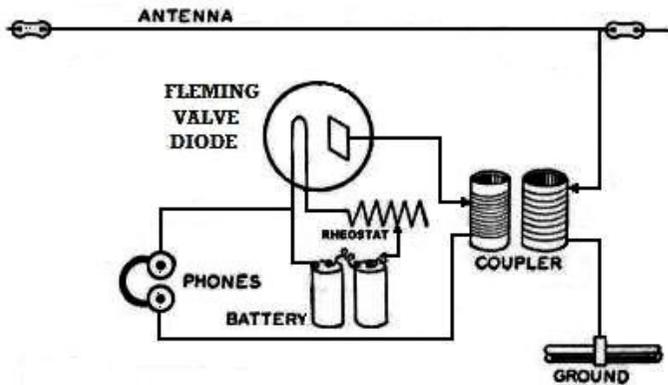 ANTENNA
FLEMING
VALVE
DIODE
RHEOSTAT
PHONES
BATTERY
COUPLER
GROUND